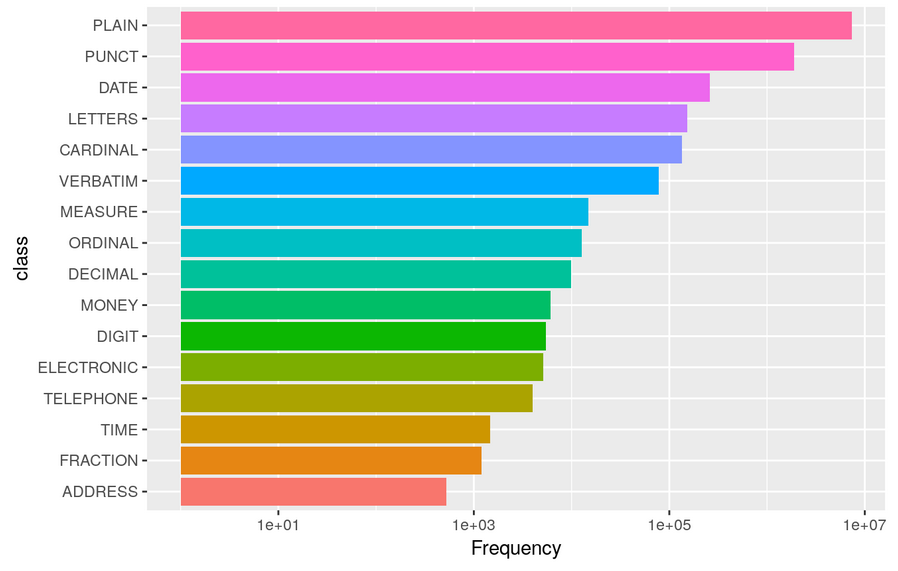 PLAIN
PUNCT
DATE
LETTERS
CARDINAL
VERBATIM
MEASURE
ORDINAL
DECIMAL
MONEY
DIGIT
ELECTRONIC
TELEPHONE
TIME
FRACTION
ADDRESS
class
1e+01 1e+03 1e+05 1e+07
Frequency